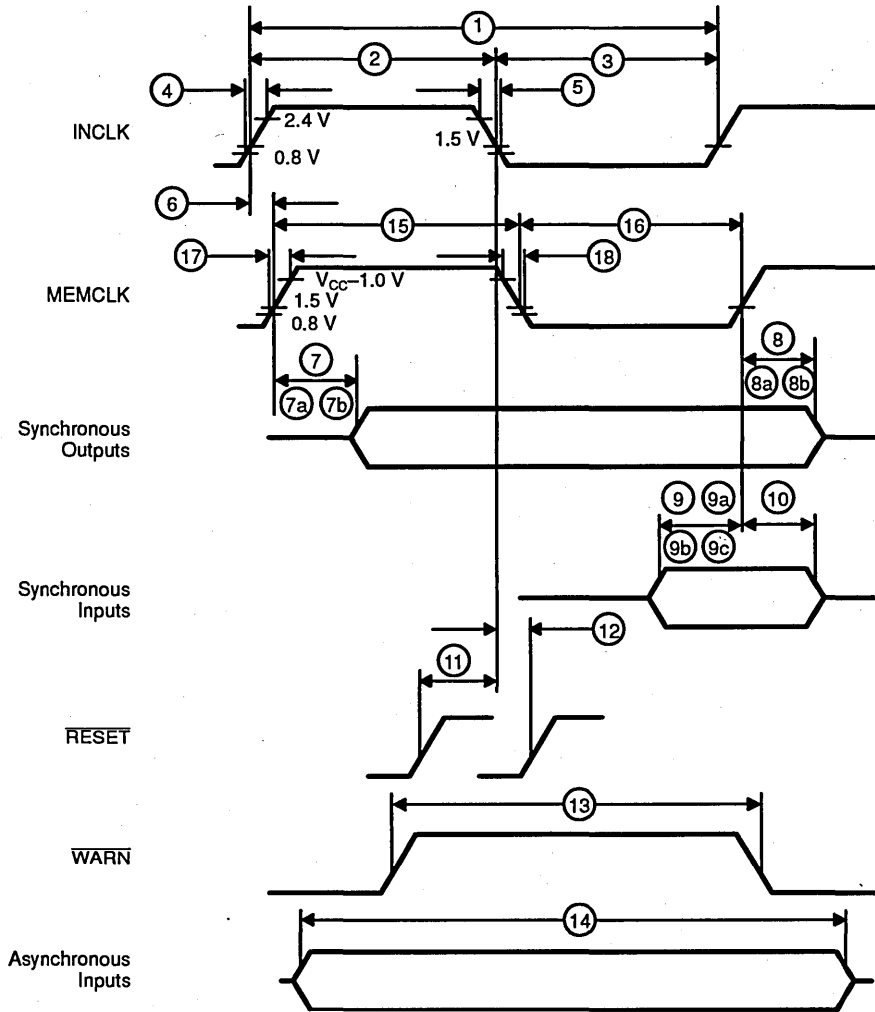 1
2
3
4
5
INCLK
2.4 V
1.5 V
0.8 V
6
15
16
17
18
MEMCLK
VCC–1.0 V
1.5 V
0.8 V
7
8
7a 7b
8a 8b
Synchronous
Outputs
9 9a
10
9b 9c
Synchronous
Inputs
12
11
RESET
13
WARN
14
Asynchronous
Inputs